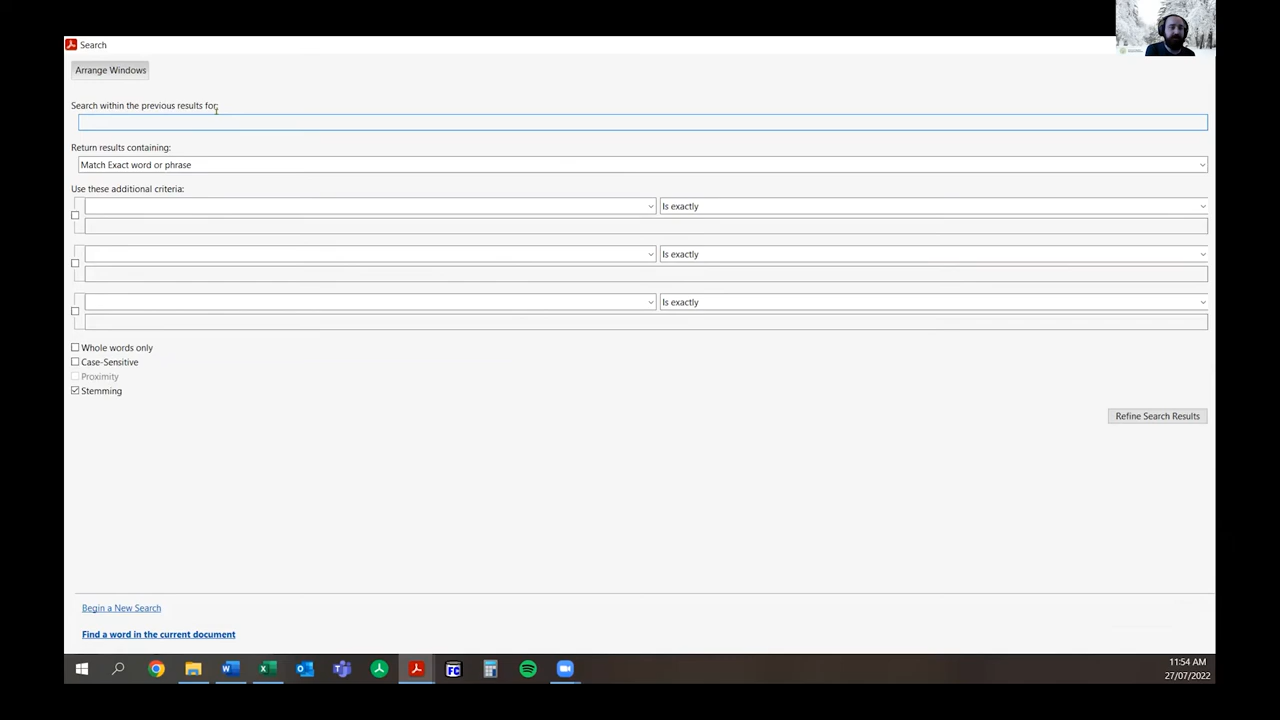 Search
Arrange Windows
Search within the previous results for:
Return results containing:
Match Exact word or phrase
Use these additional criteria:
Is exactly
Is exactly
Is exactly
Whole words only
Case-Sensitive
Proximity
Stemming
Refine Search Results
Begin a New Search
Find a word in the current document
FC
11:54 AM
27/07/2022